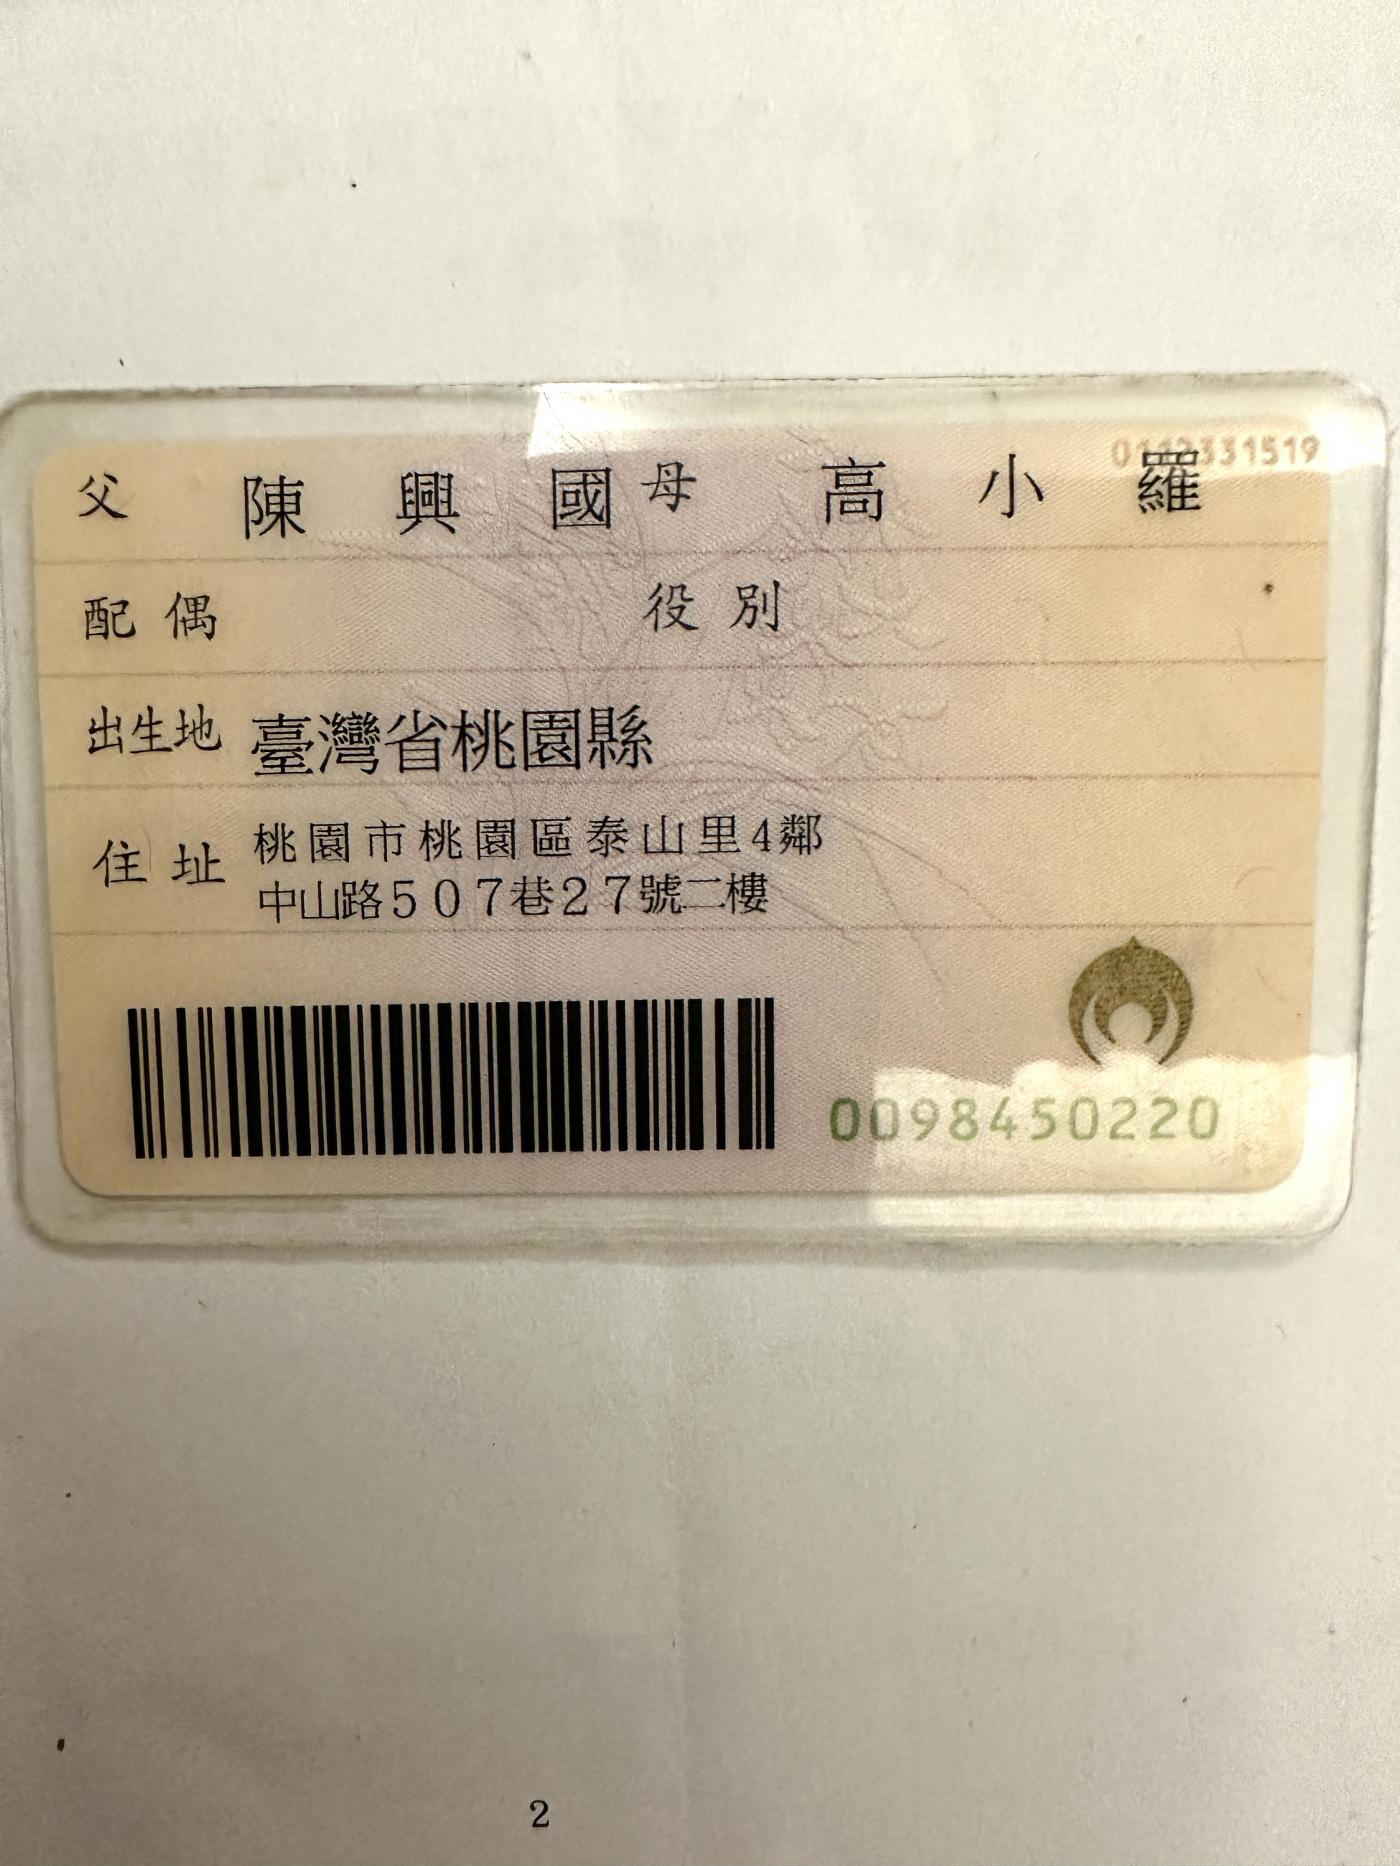 0112331519
父 陳興國 母 高小羅
配偶 役別
出生地 臺灣省桃園縣
住址 桃園市桃園區泰山里4鄰
中山路507巷27號二樓
0098450220
2